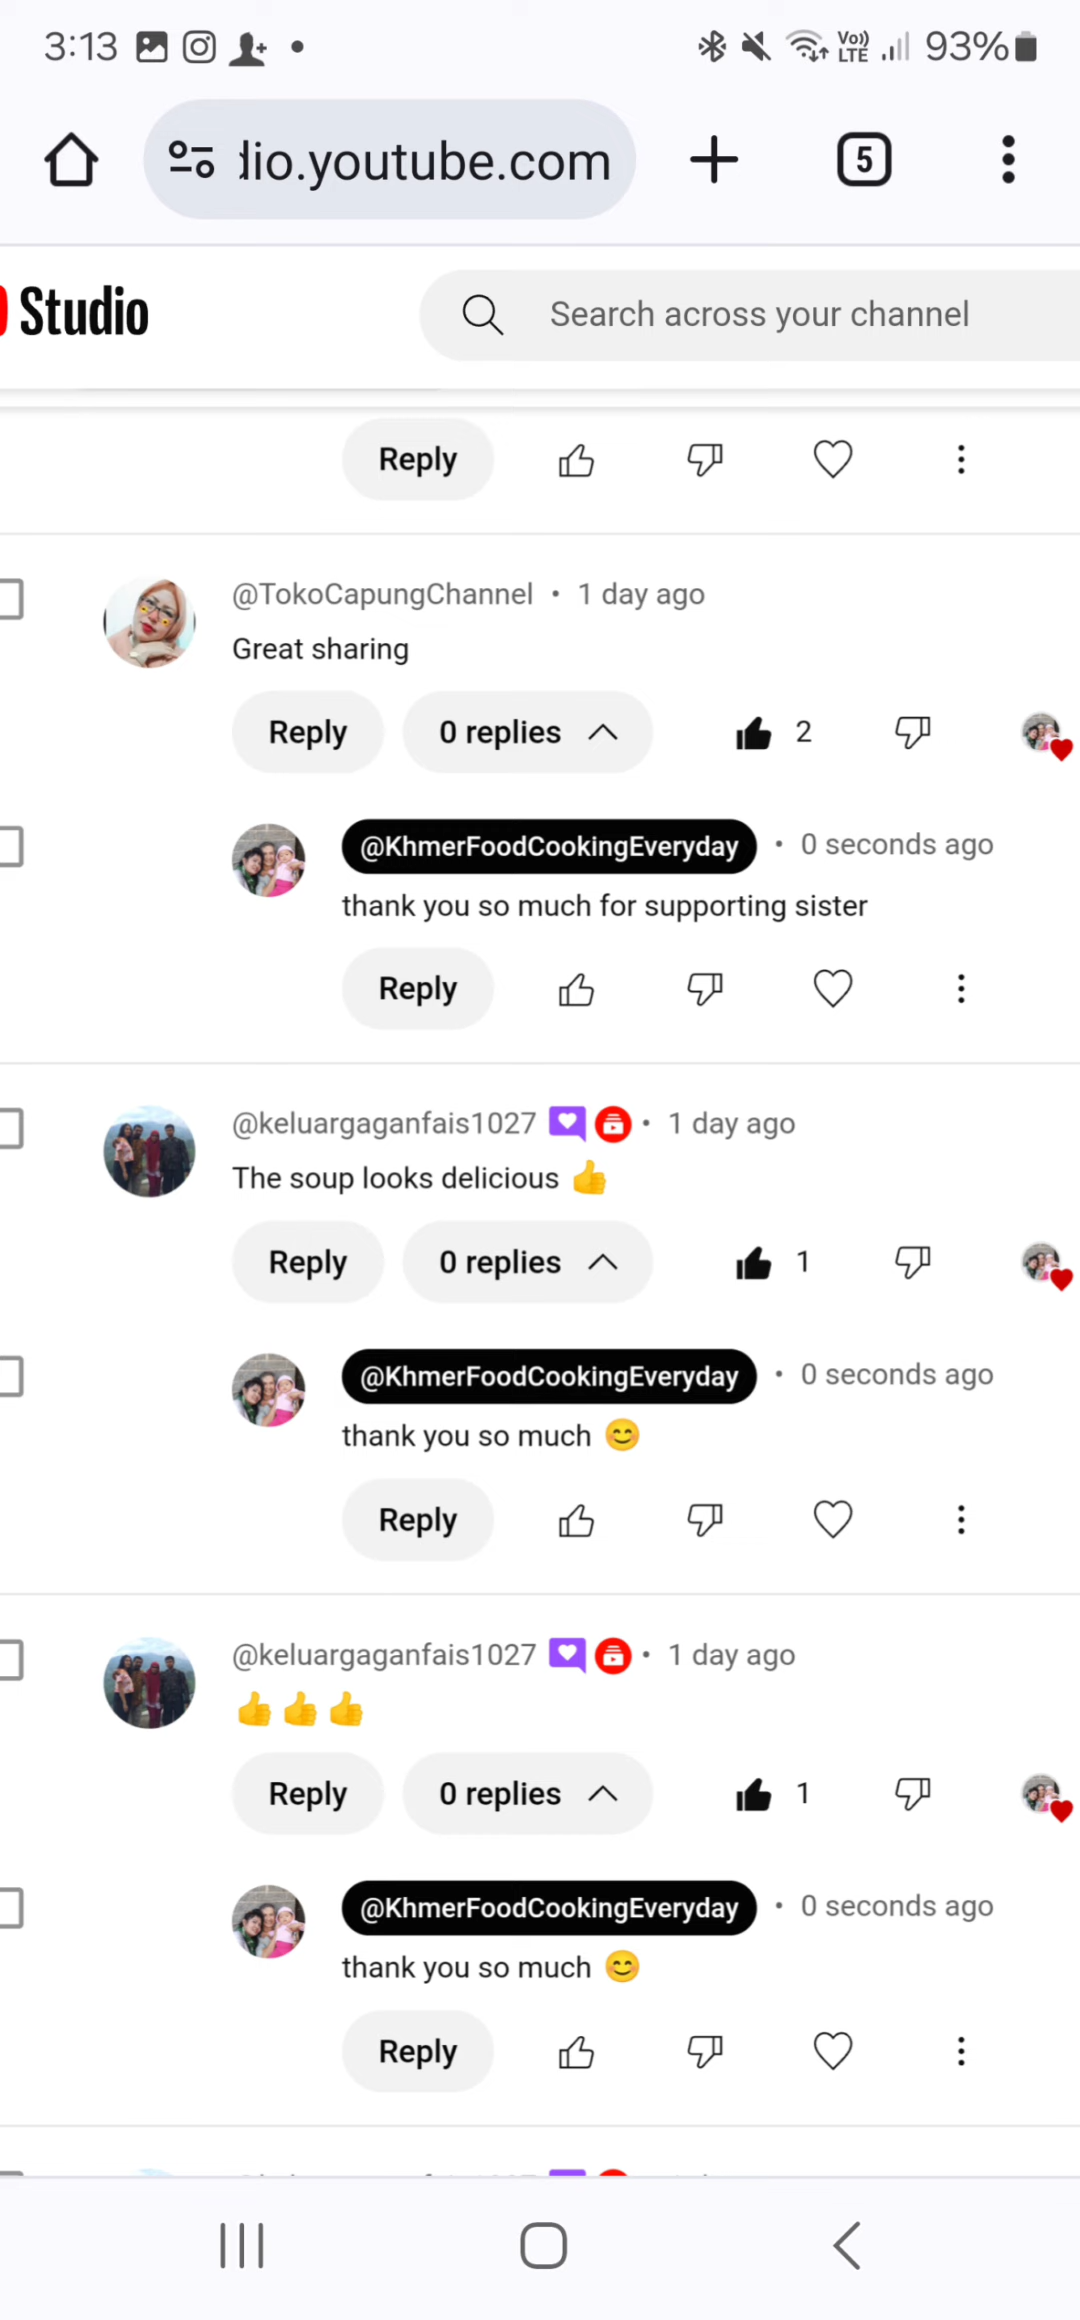 3:13 Vo)) LTE 93%
dio.youtube.com 5
Studio Search across your channel
Reply
@TokoCapungChannel • 1 day ago
Great sharing
Reply 0 replies 2
@KhmerFoodCookingEveryday • 0 seconds ago
thank you so much for supporting sister
Reply
@keluargaganfais1027 • 1 day ago
The soup looks delicious 👍
Reply 0 replies 1
@KhmerFoodCookingEveryday • 0 seconds ago
thank you so much 😊
Reply
@keluargaganfais1027 • 1 day ago
👍👍👍
Reply 0 replies 1
@KhmerFoodCookingEveryday • 0 seconds ago
thank you so much 😊
Reply